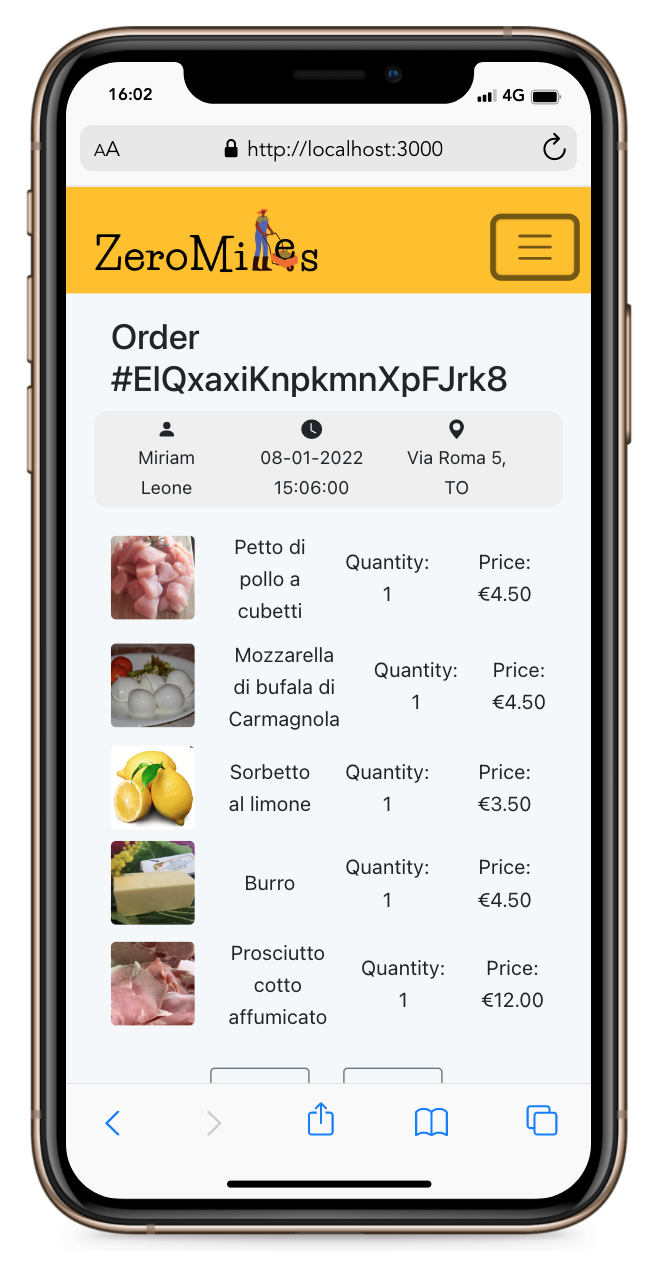 16:02
4G
AA
http://localhost:3000
ZeroMiles
Order
#ElQxaxiKnpkmnXpFJrk8
Miriam
Leone
08-01-2022
15:06:00
Via Roma 5,
TO
Petto di
pollo a
cubetti
Quantity:
1
Price:
€4.50
Mozzarella
di bufala di
Carmagnola
Quantity:
1
Price:
€4.50
Sorbetto
al limone
Quantity:
1
Price:
€3.50
Burro
Quantity:
1
Price:
€4.50
Prosciutto
cotto
affumicato
Quantity:
1
Price:
€12.00